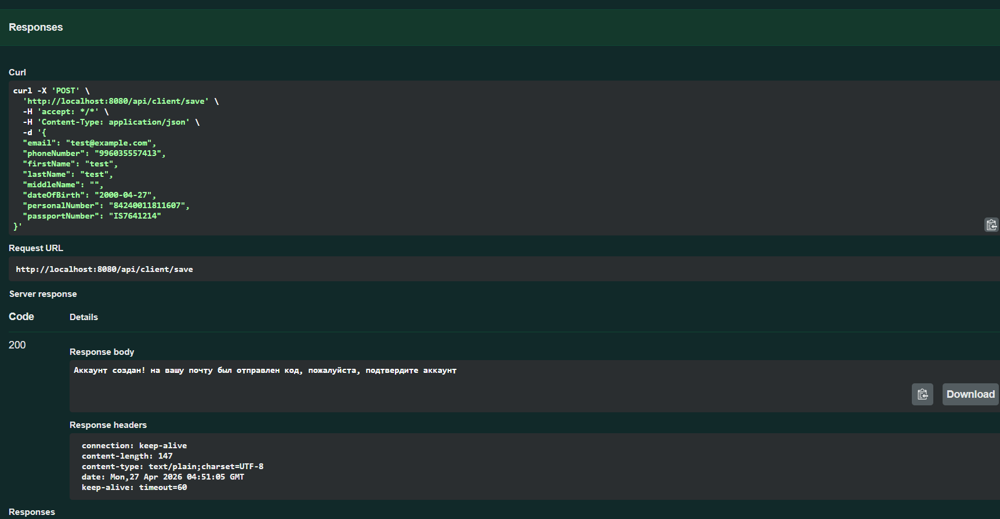 Responses
Curl
curl -X 'POST' \
'http://localhost:8080/api/client/save' \
-H 'accept: */*' \
-H 'Content-Type: application/json' \
-d '{
"email": "test@example.com",
"phoneNumber": "996035557413",
"firstName": "test",
"lastName": "test",
"middleName": "",
"dateOfBirth": "2000-04-27",
"personalNumber": "84240011811607",
"passportNumber": "IS7641214"
}'
Request URL
http://localhost:8080/api/client/save
Server response
Code Details
200
Response body
Аккаунт создан! на вашу почту был отправлен код, пожалуйста, подтвердите аккаунт
Download
Response headers
connection: keep-alive
content-length: 147
content-type: text/plain;charset=UTF-8
date: Mon,27 Apr 2026 04:51:05 GMT
keep-alive: timeout=60
Responses